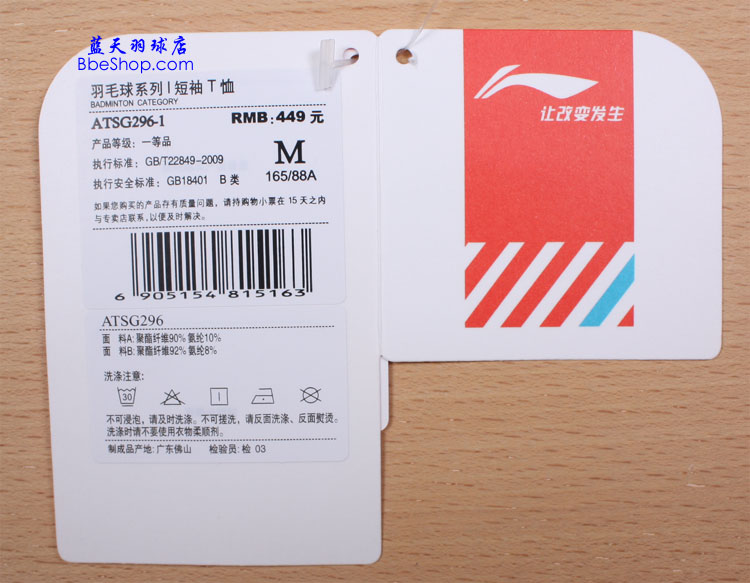 蓝天羽球店
BbeShop.com
羽毛球系列 | 短袖 T 恤
BADMINTON CATEGORY
ATSG296-1 RMB:449 元
产品等级: 一等品
执行标准: GB/T22849-2009
M
执行安全标准: GB18401 B 类
165/88A
如果您购买的产品存有质量问题, 请持购物小票在 15 天之内
与专卖店联系, 以便及时解决。
6 905154 815163
ATSG296
面 料A: 聚酯纤维90% 氨纶10%
面 料B: 聚酯纤维92% 氨纶8%
洗涤注意:
30
不可浸泡, 请及时洗涤。不可搓洗, 请反面洗涤、反面熨烫。
洗涤时请不要使用衣物柔顺剂。
制成品产地: 广东佛山 检验员: 检 03
让改变发生